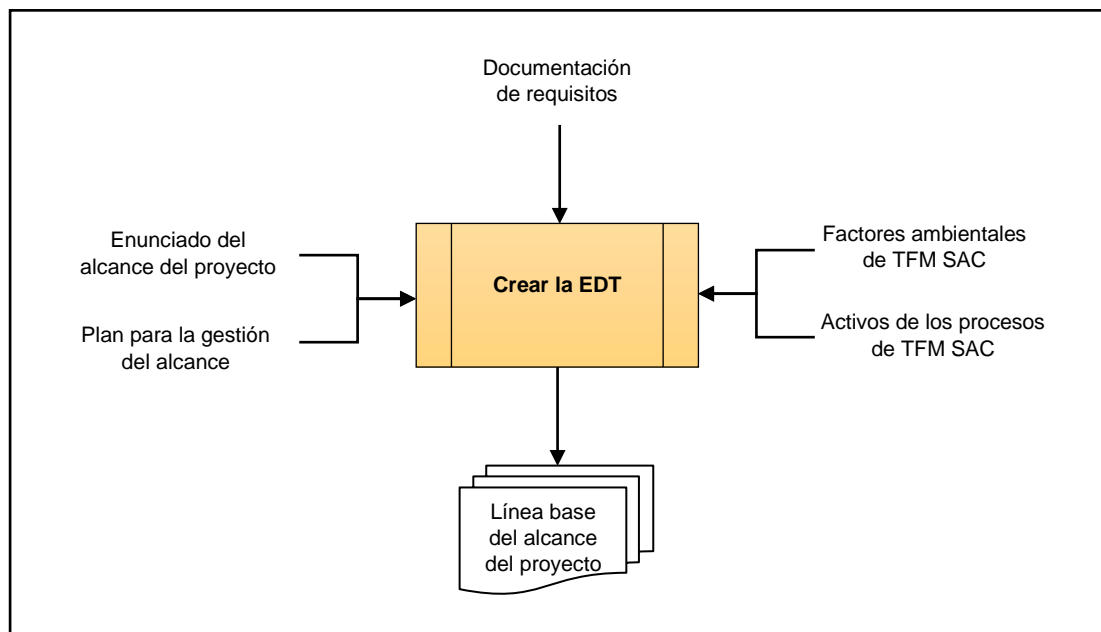 Documentación
de requisitos
Enunciado del
alcance del proyecto
Plan para la gestión
del alcance
Crear la EDT
Factores ambientales
de TFM SAC
Activos de los procesos
de TFM SAC
Línea base
del alcance
del proyecto